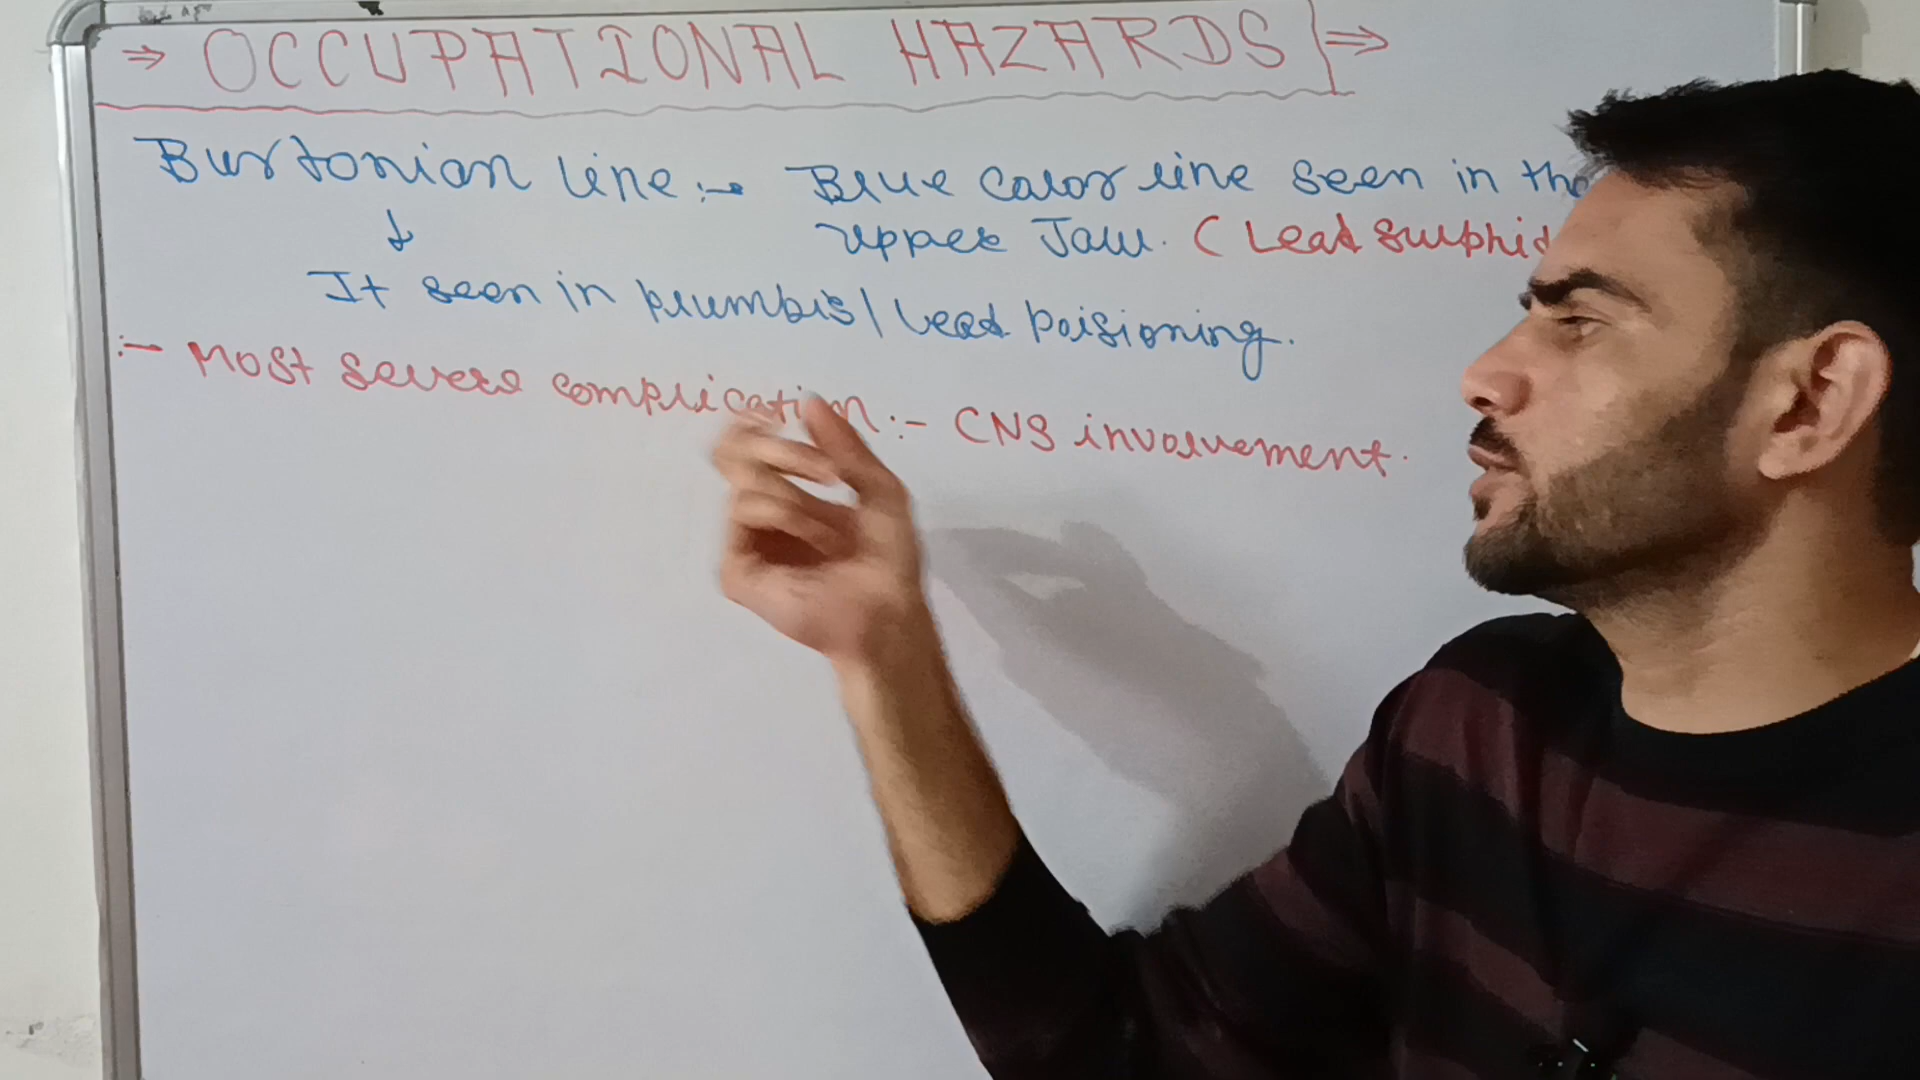 ⇒ OCCUPATIONAL HAZARDS ⇒
Burtonian line :→ Blue color line seen in the
upper Jaw. (Lead sulphid
↓
It seen in plumbis/Lead Poisioning.
:- Most severe complication :- CNS involvement.